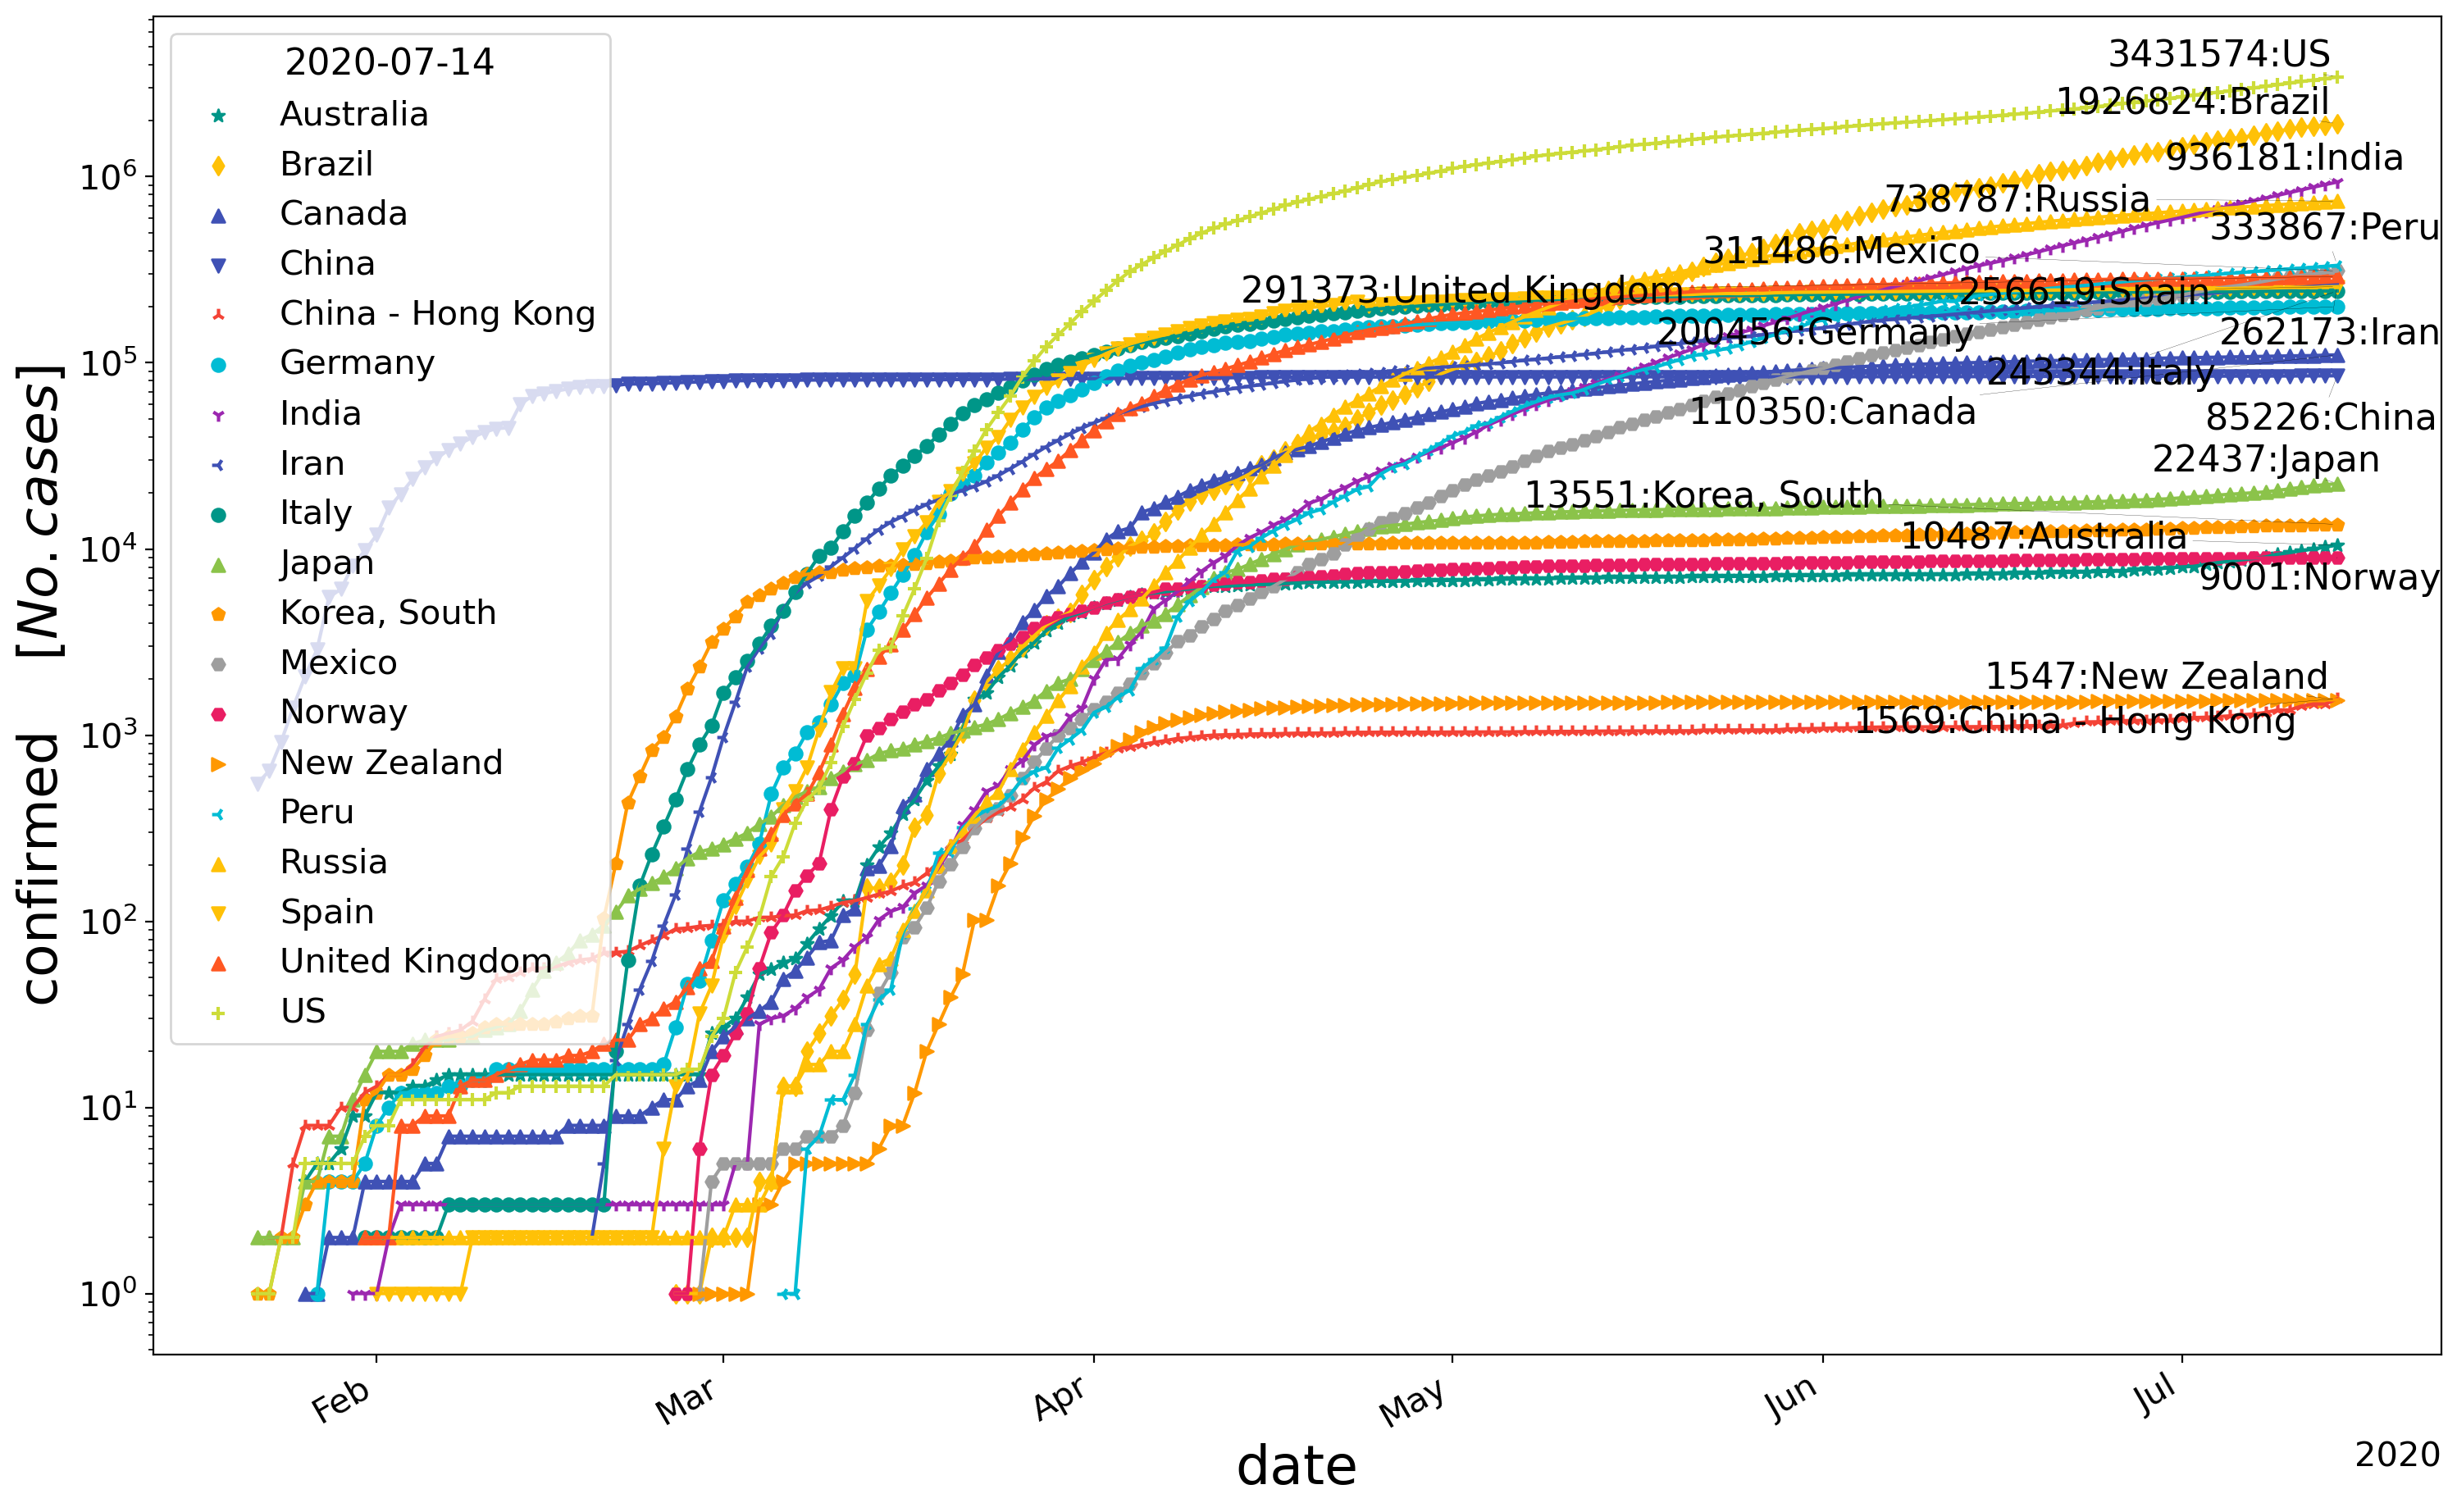 2020-07-14
Australia
Brazil
Canada
China
China - Hong Kong
Germany
India
Iran
Italy
Japan
Korea, South
Mexico
Norway
New Zealand
Peru
Russia
Spain
United Kingdom
US
3431574:US
1926824:Brazil
936181:India
738787:Russia
333867:Peru
311486:Mexico
291373:United Kingdom
256619:Spain
200456:Germany
262173:Iran
243344:Italy
110350:Canada
85226:China
22437:Japan
13551:Korea, South
10487:Australia
9001:Norway
1547:New Zealand
1569:China - Hong Kong
10⁶
10⁵
10⁴
10³
10²
10¹
10⁰
confirmed [No.cases]
Feb
Mar
Apr
May
Jun
Jul
2020
date